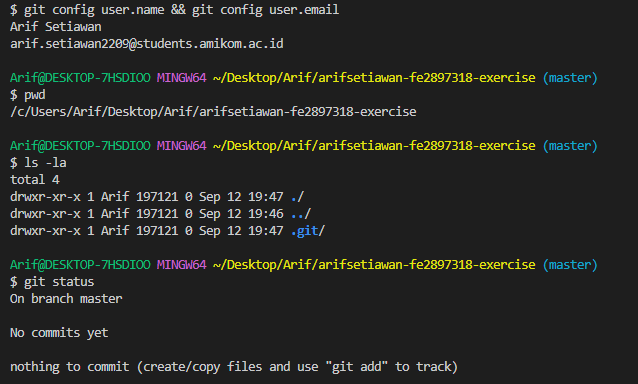 $ git config user.name && git config user.email
Arif Setiawan
arif.setiawan2209@students.amikom.ac.id
Arif@DESKTOP-7HSDIOO MINGW64 ~/Desktop/Arif/arifsetiawan-fe2897318-exercise (master)
$ pwd
/c/Users/Arif/Desktop/Arif/arifsetiawan-fe2897318-exercise
Arif@DESKTOP-7HSDIOO MINGW64 ~/Desktop/Arif/arifsetiawan-fe2897318-exercise (master)
$ ls -la
total 4
drwxr-xr-x 1 Arif 197121 0 Sep 12 19:47 ./
drwxr-xr-x 1 Arif 197121 0 Sep 12 19:46 ../
drwxr-xr-x 1 Arif 197121 0 Sep 12 19:47 .git/
Arif@DESKTOP-7HSDIOO MINGW64 ~/Desktop/Arif/arifsetiawan-fe2897318-exercise (master)
$ git status
On branch master
No commits yet
nothing to commit (create/copy files and use "git add" to track)